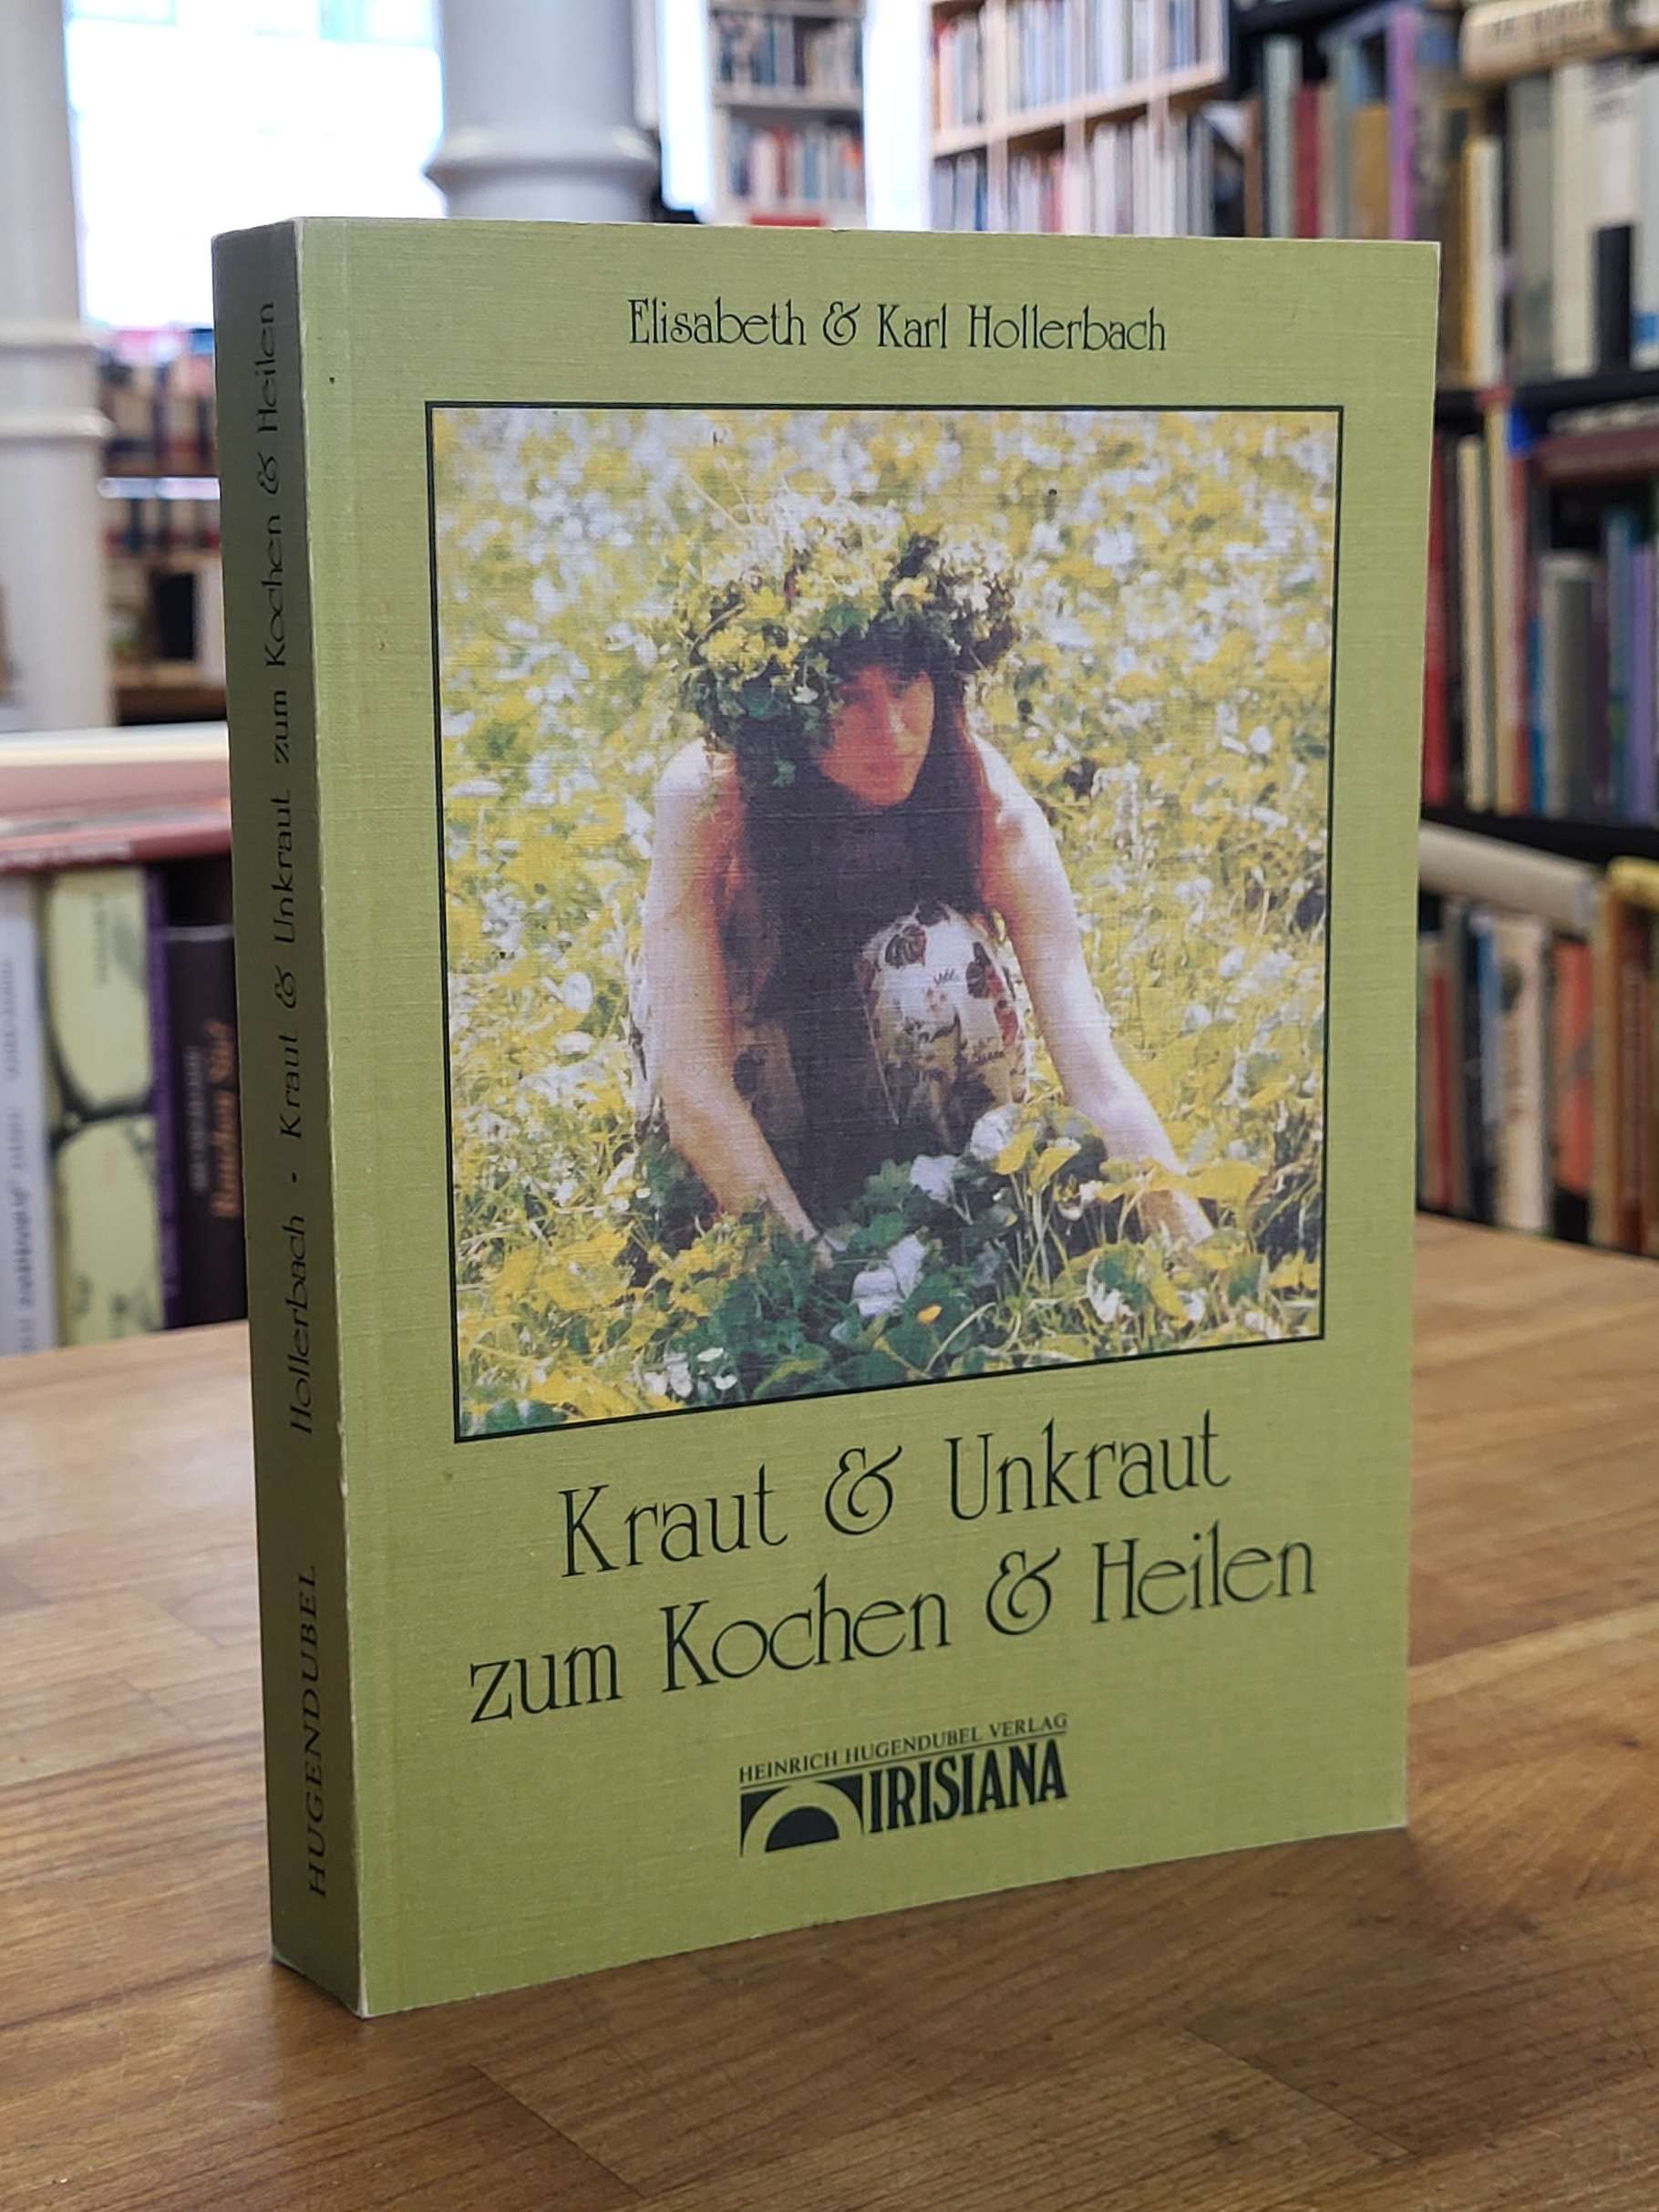 Elisabeth & Karl Hollerbach
Kraut & Unkraut
zum Kochen & Heilen
HEINRICH HUGENDUBEL VERLAG
IRISIANA
HUGENDUBEL Hollerbach · Kraut & Unkraut zum Kochen & Heilen